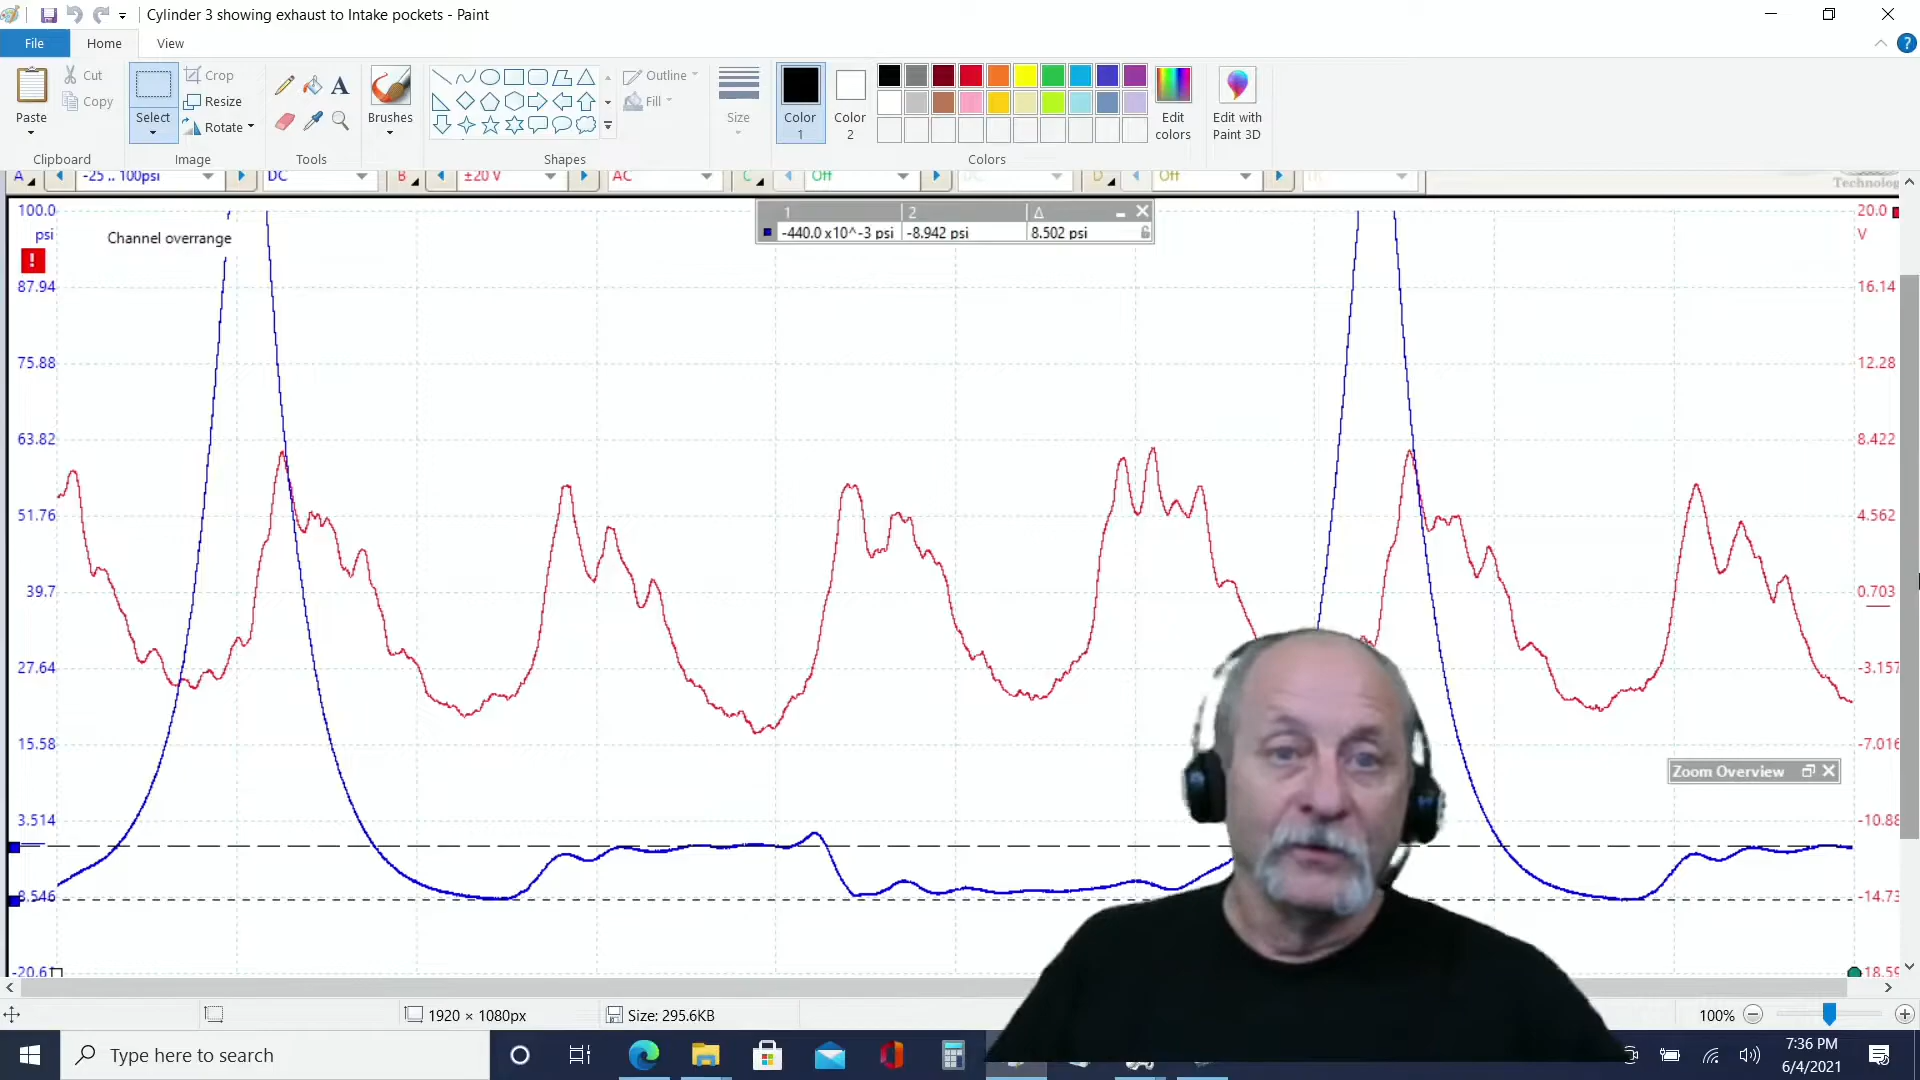 Cylinder 3 showing exhaust to Intake pockets - Paint
File
Home
View
Paste
Cut
Copy
Clipboard
Select
Crop
Resize
Rotate
Image
A
Tools
Brushes
Shapes
Outline
Fill
Size
Color 1
Color 2
Colors
Edit colors
Edit with Paint 3D
A -25 .. 100psi DC B ±20 V AC C Off D Off
Technolog
100.0
psi
Channel overrange
!
1 2 Δ
-440.0 x10^-3 psi -8.942 psi 8.502 psi
20.0
V
87.94 16.14
75.88 12.28
63.82 8.422
51.76 4.562
39.7 0.703
27.64 -3.157
15.58 -7.016
Zoom Overview
3.514 -10.88
8.546 -14.73
-20.61 18.59
1920 × 1080px
Size: 295.6KB
100%
Type here to search
7:36 PM
6/4/2021